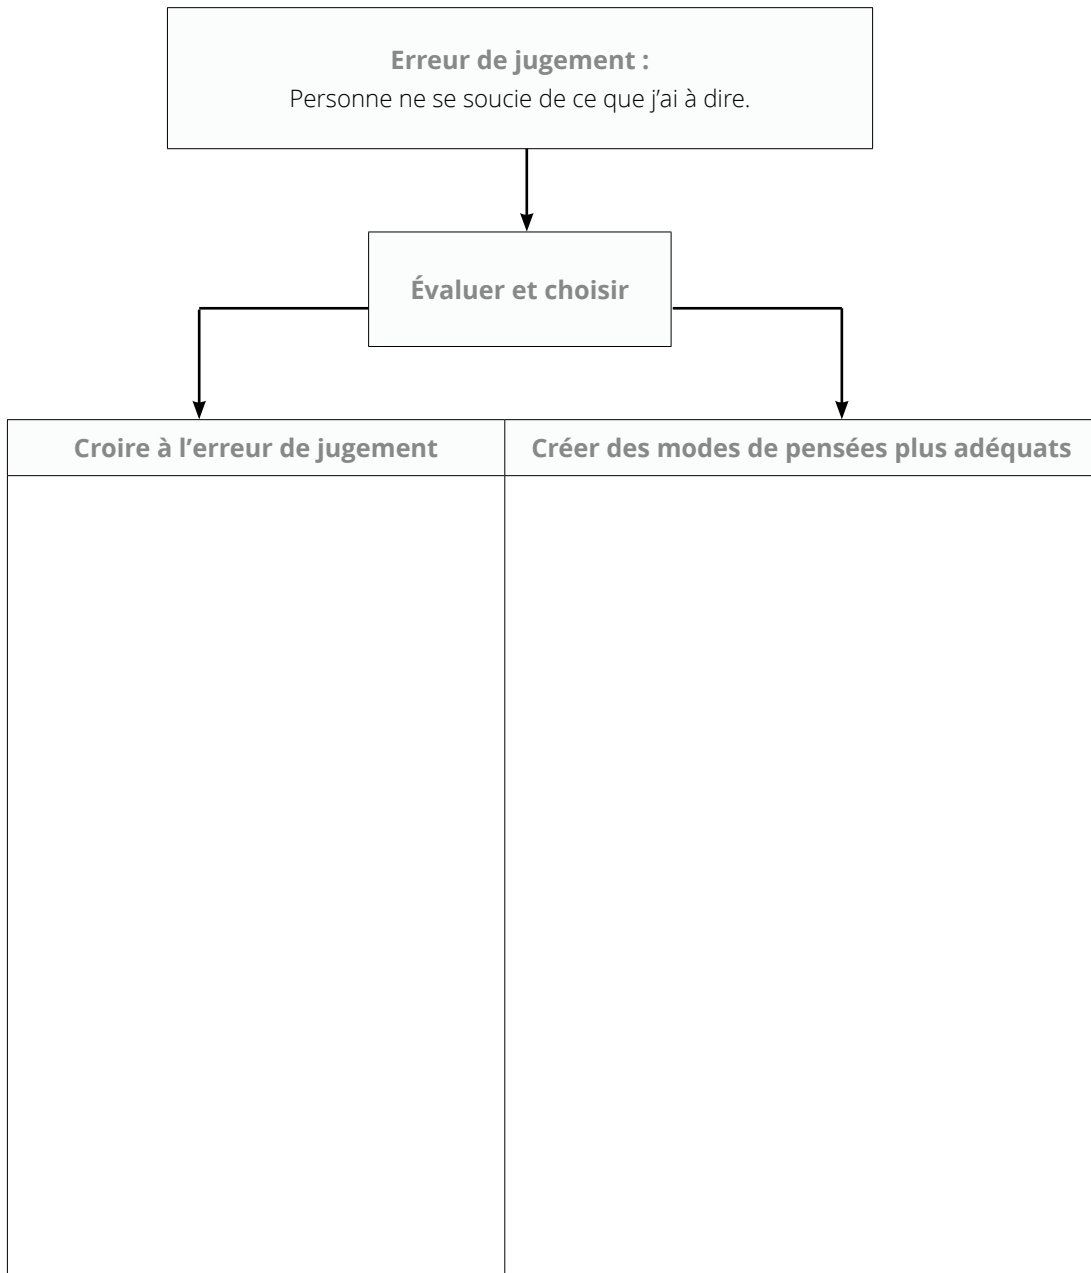 Erreur de jugement :
Personne ne se soucie de ce que j’ai à dire.
Évaluer et choisir
Croire à l’erreur de jugement
Créer des modes de pensées plus adéquats